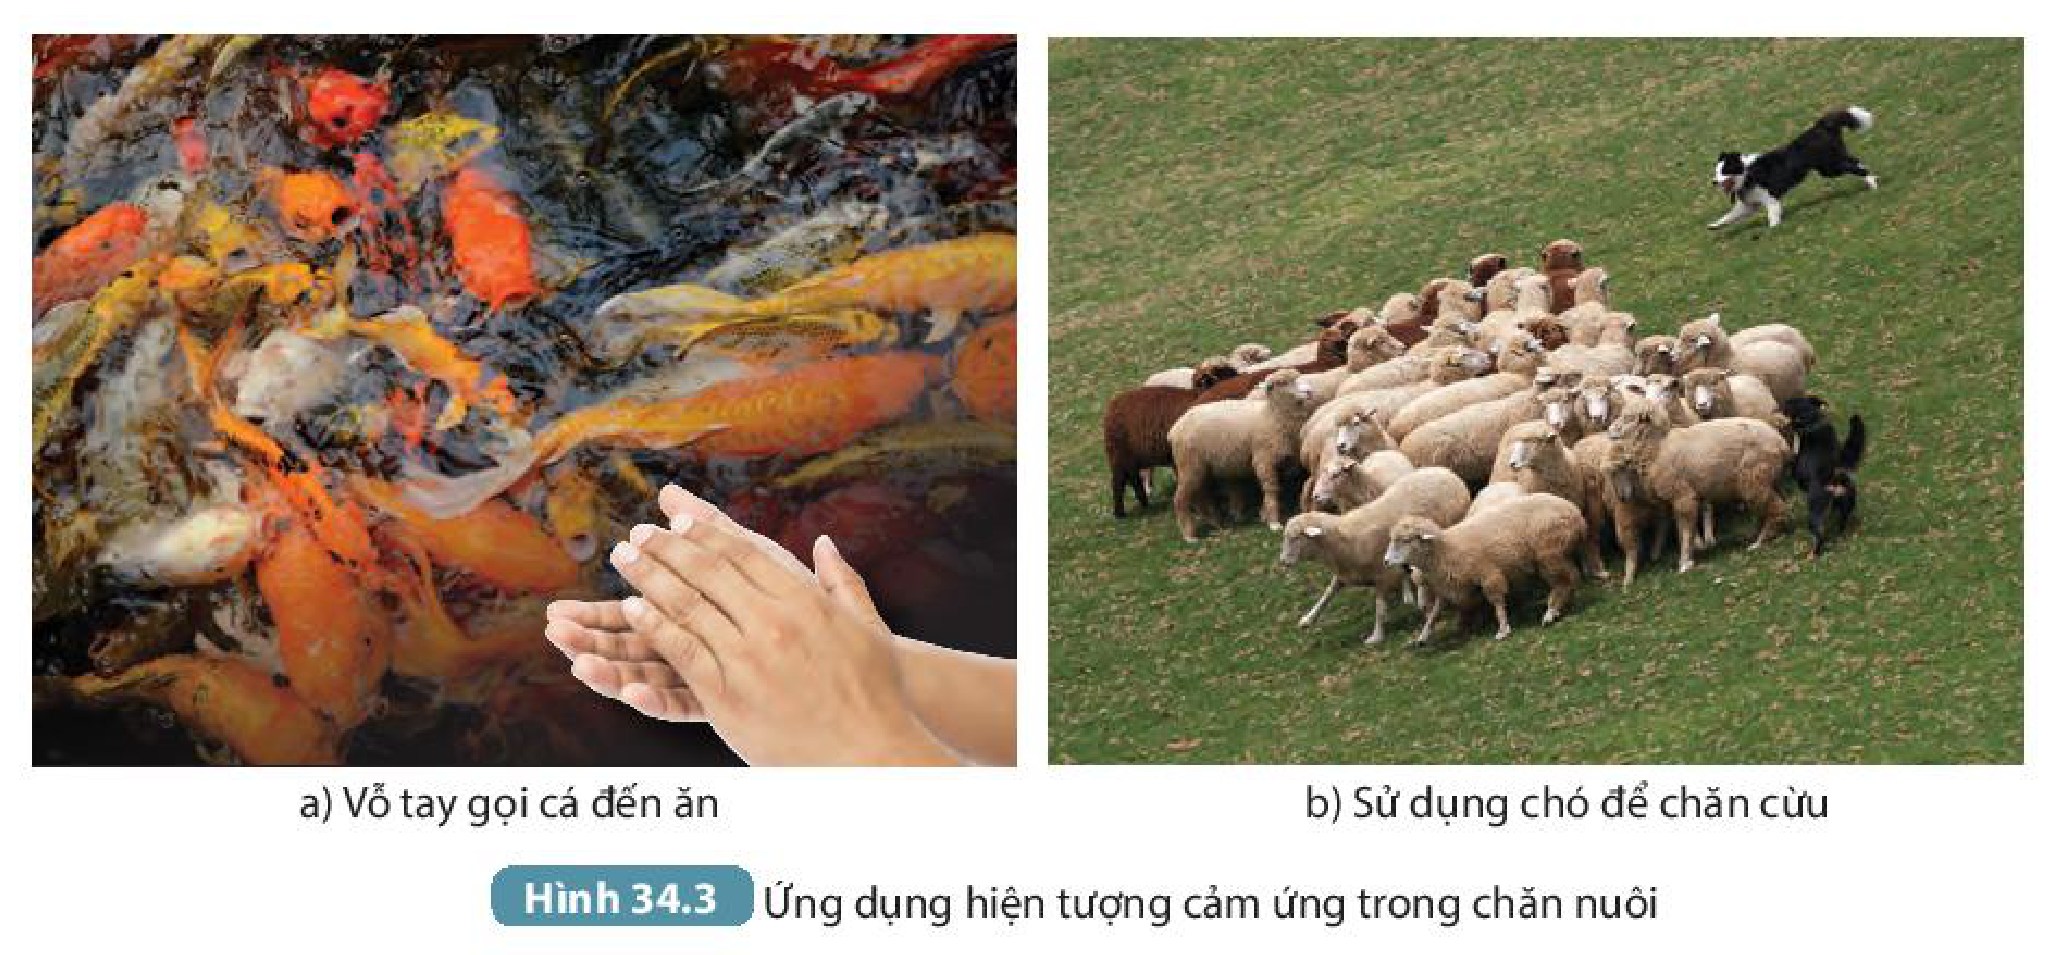 a) Vỗ tay gọi cá đến ăn
b) Sử dụng chó để chăn cừu
Hình 34.3 Ứng dụng hiện tượng cảm ứng trong chăn nuôi